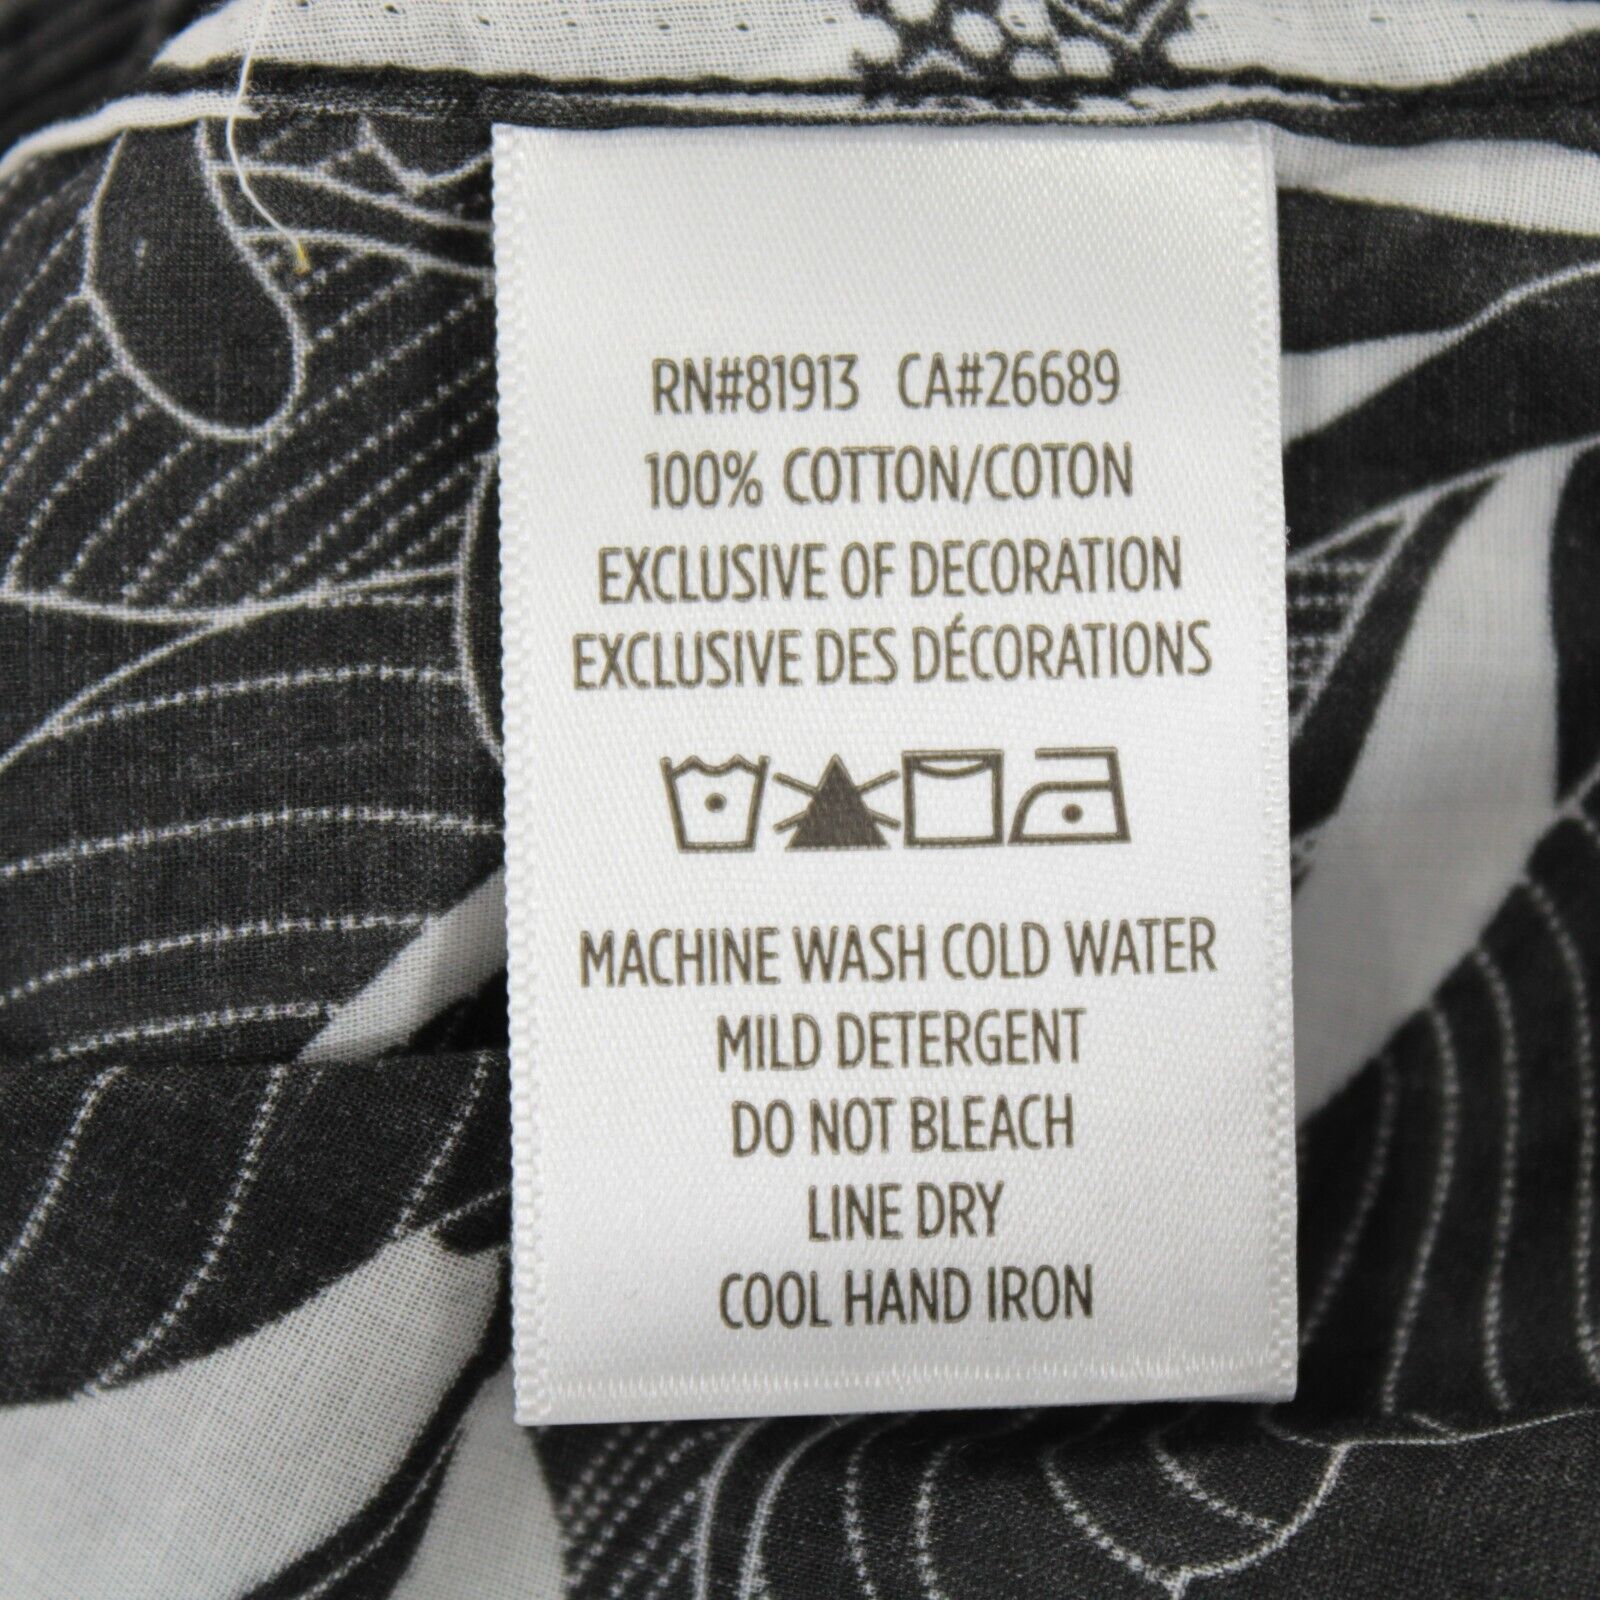 RN#81913 CA#26689
100% COTTON/COTON
EXCLUSIVE OF DECORATION
EXCLUSIVE DES DÉCORATIONS
MACHINE WASH COLD WATER
MILD DETERGENT
DO NOT BLEACH
LINE DRY
COOL HAND IRON